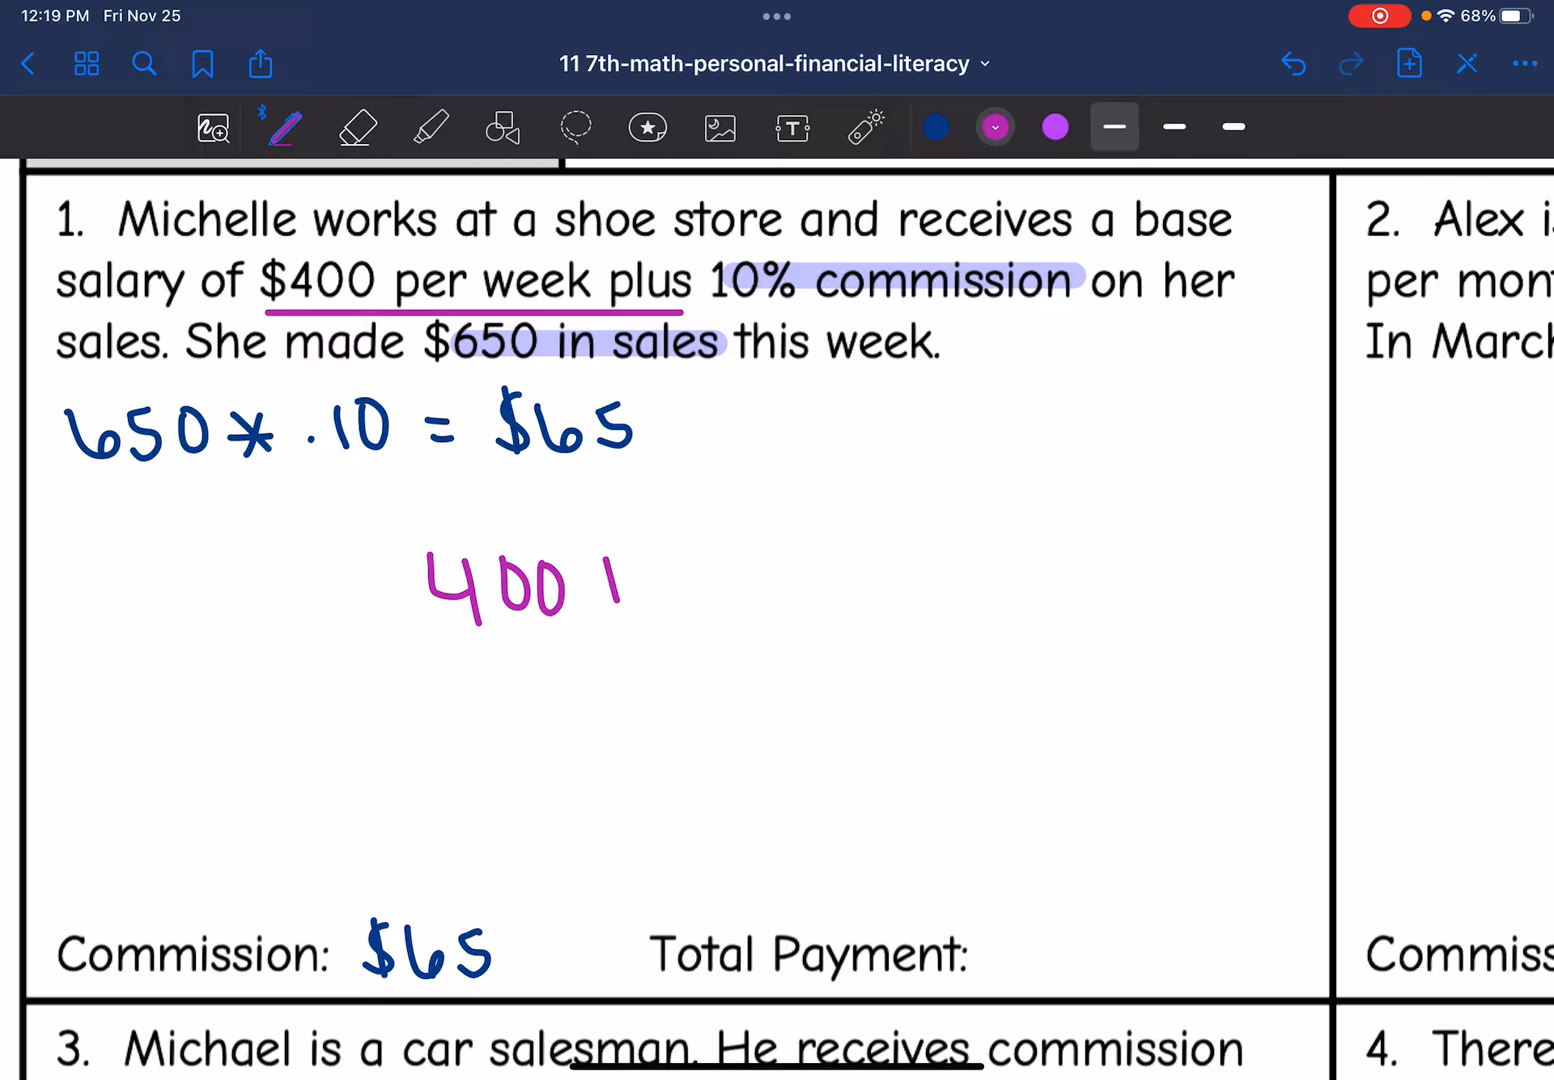 12:19 PM Fri Nov 25
68%
11 7th-math-personal-financial-literacy
1. Michelle works at a shoe store and receives a base
salary of $400 per week plus 10% commission on her
sales. She made $650 in sales this week.
650 * .10 = $65
400
Commission: $65 Total Payment:
2. Alex i
per mon
In March
Commiss
3. Michael is a car salesman. He receives commission
4. There